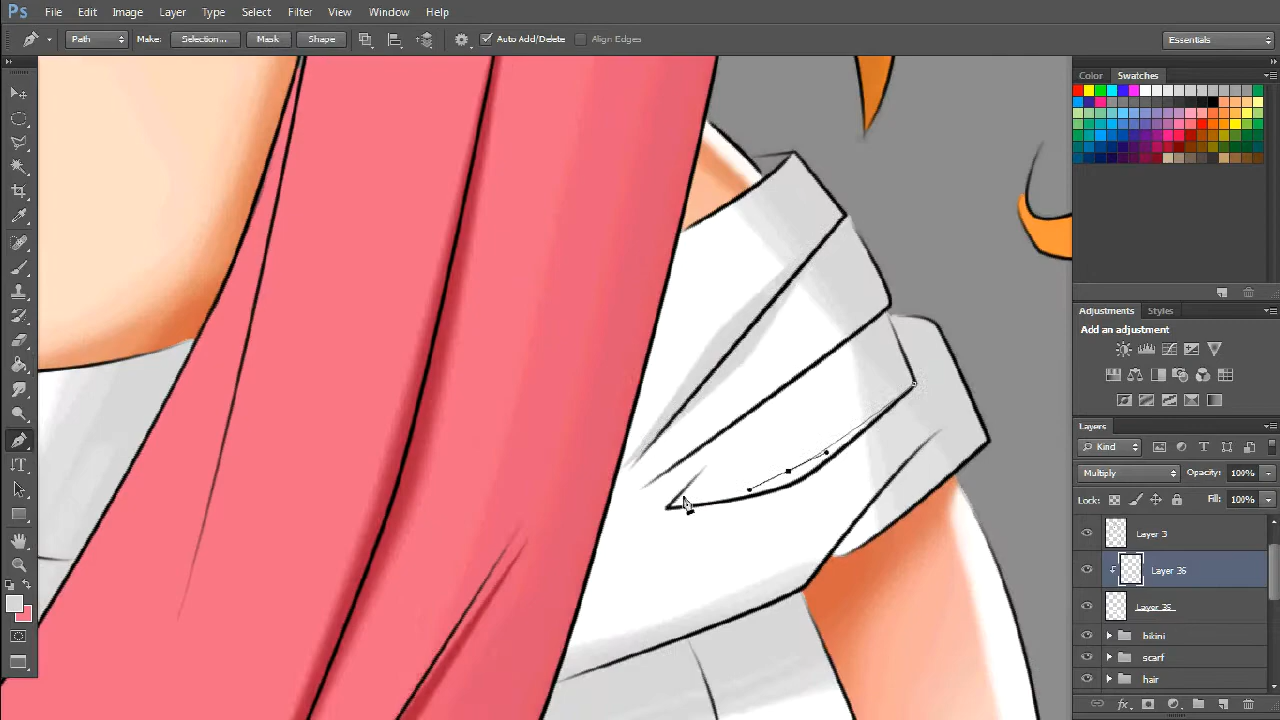 Ps File Edit Image Layer Type Select Filter View Window Help
Path Make: Selection... Mask Shape Auto Add/Delete Align Edges Essentials
Color Swatches
Adjustments Styles
Add an adjustment
Layers
Kind
Multiply Opacity: 100%
Lock: Fill: 100%
Layer 3
Layer 36
Layer 35
bikini
scarf
hair